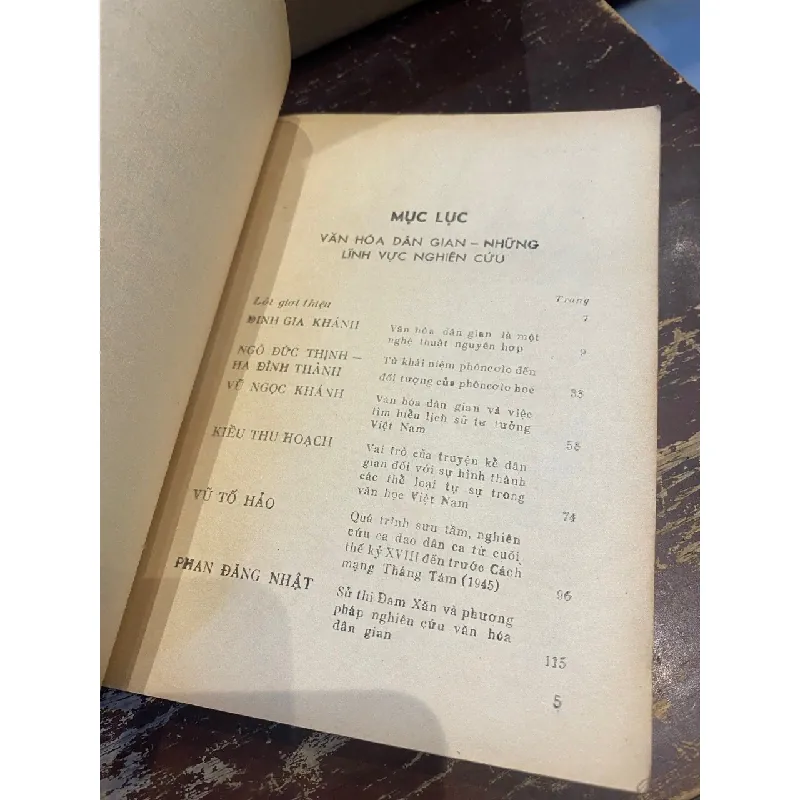 MỤC LỤC
VĂN HÓA DÂN GIAN – NHỮNG
LĨNH VỰC NGHIÊN CỨU
Trang
Lời giới thiệu 7
ĐINH GIA KHÁNH Văn hóa dân gian là một
nghệ thuật nguyên hợp 9
NGÔ ĐỨC THỊNH – Từ khái niệm phôncolo đến
HÀ ĐÌNH THÀNH đối tượng của phôncolo học 33
VŨ NGỌC KHÁNH Văn hóa dân gian và việc
tìm hiểu lịch sử tư tưởng
Việt Nam 58
KIỀU THU HOẠCH Vai trò của truyện kể dân
gian đối với sự hình thành
các thể loại tự sự trong
văn học Việt Nam 74
VŨ TỐ HẢO Quá trình sưu tầm, nghiên
cứu ca dao dân ca từ cuối
thế kỷ XVIII đến trước Cách
mạng Tháng Tám (1945) 96
PHAN ĐĂNG NHẬT Sử thi Đam Xăn và phương
pháp nghiên cứu văn hóa
dân gian
115
5